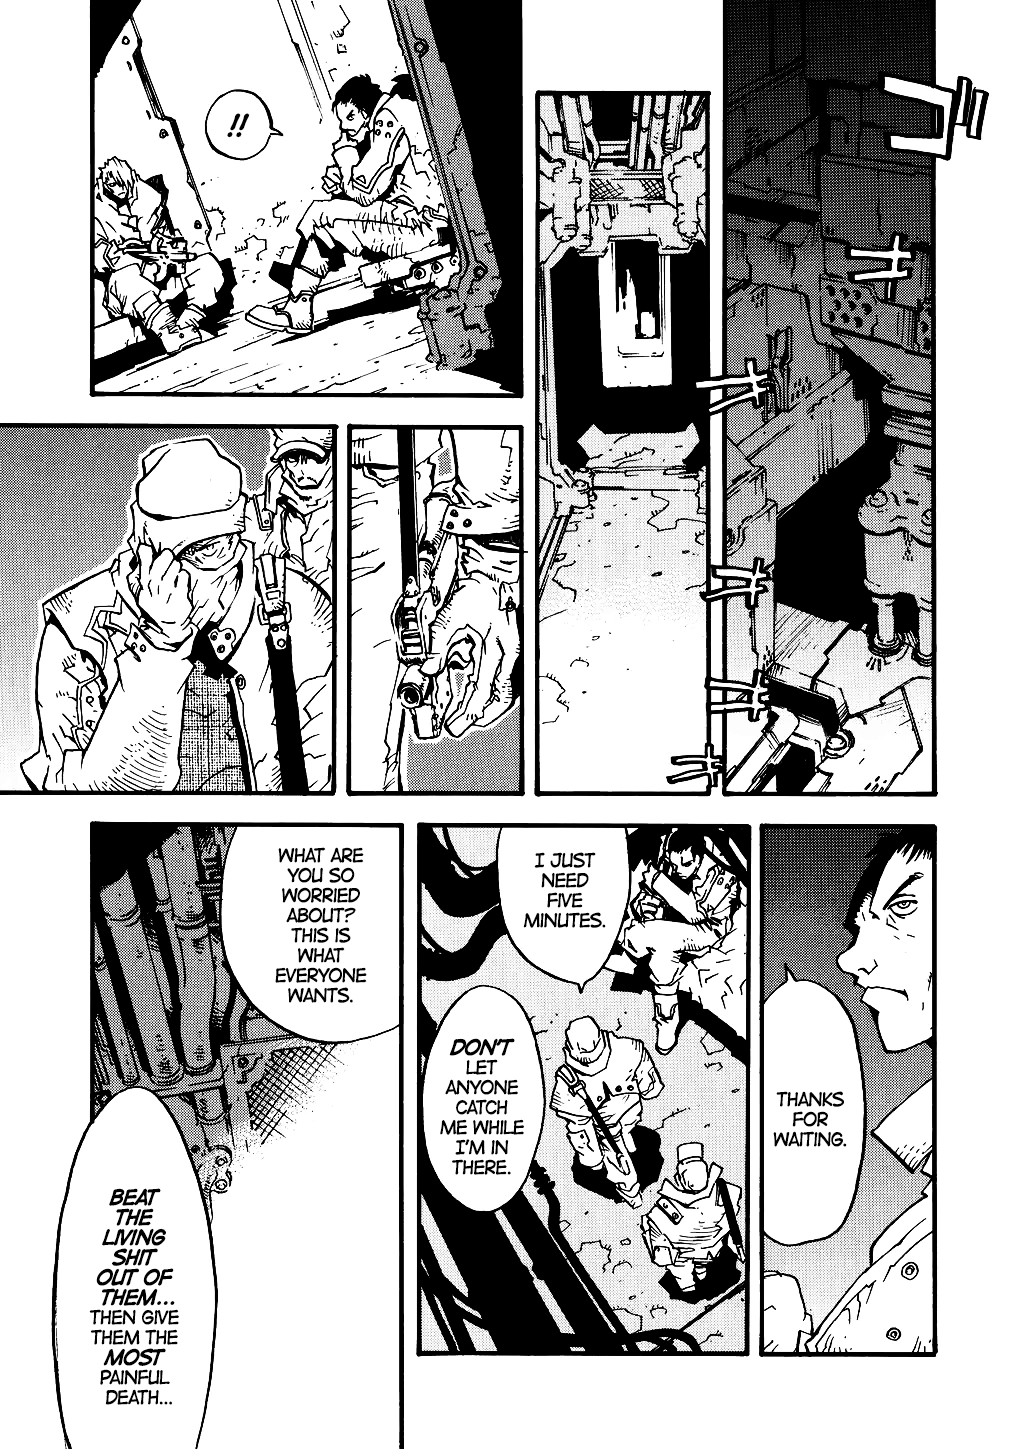 !!
THANKS
FOR
WAITING.
I JUST
NEED
FIVE
MINUTES.
DON'T
LET
ANYONE
CATCH
ME WHILE
I'M IN
THERE.
WHAT ARE
YOU SO
WORRIED
ABOUT?
THIS IS
WHAT
EVERYONE
WANTS.
BEAT
THE
LIVING
SHIT
OUT OF
THEM...
THEN GIVE
THEM THE
MOST
PAINFUL
DEATH...